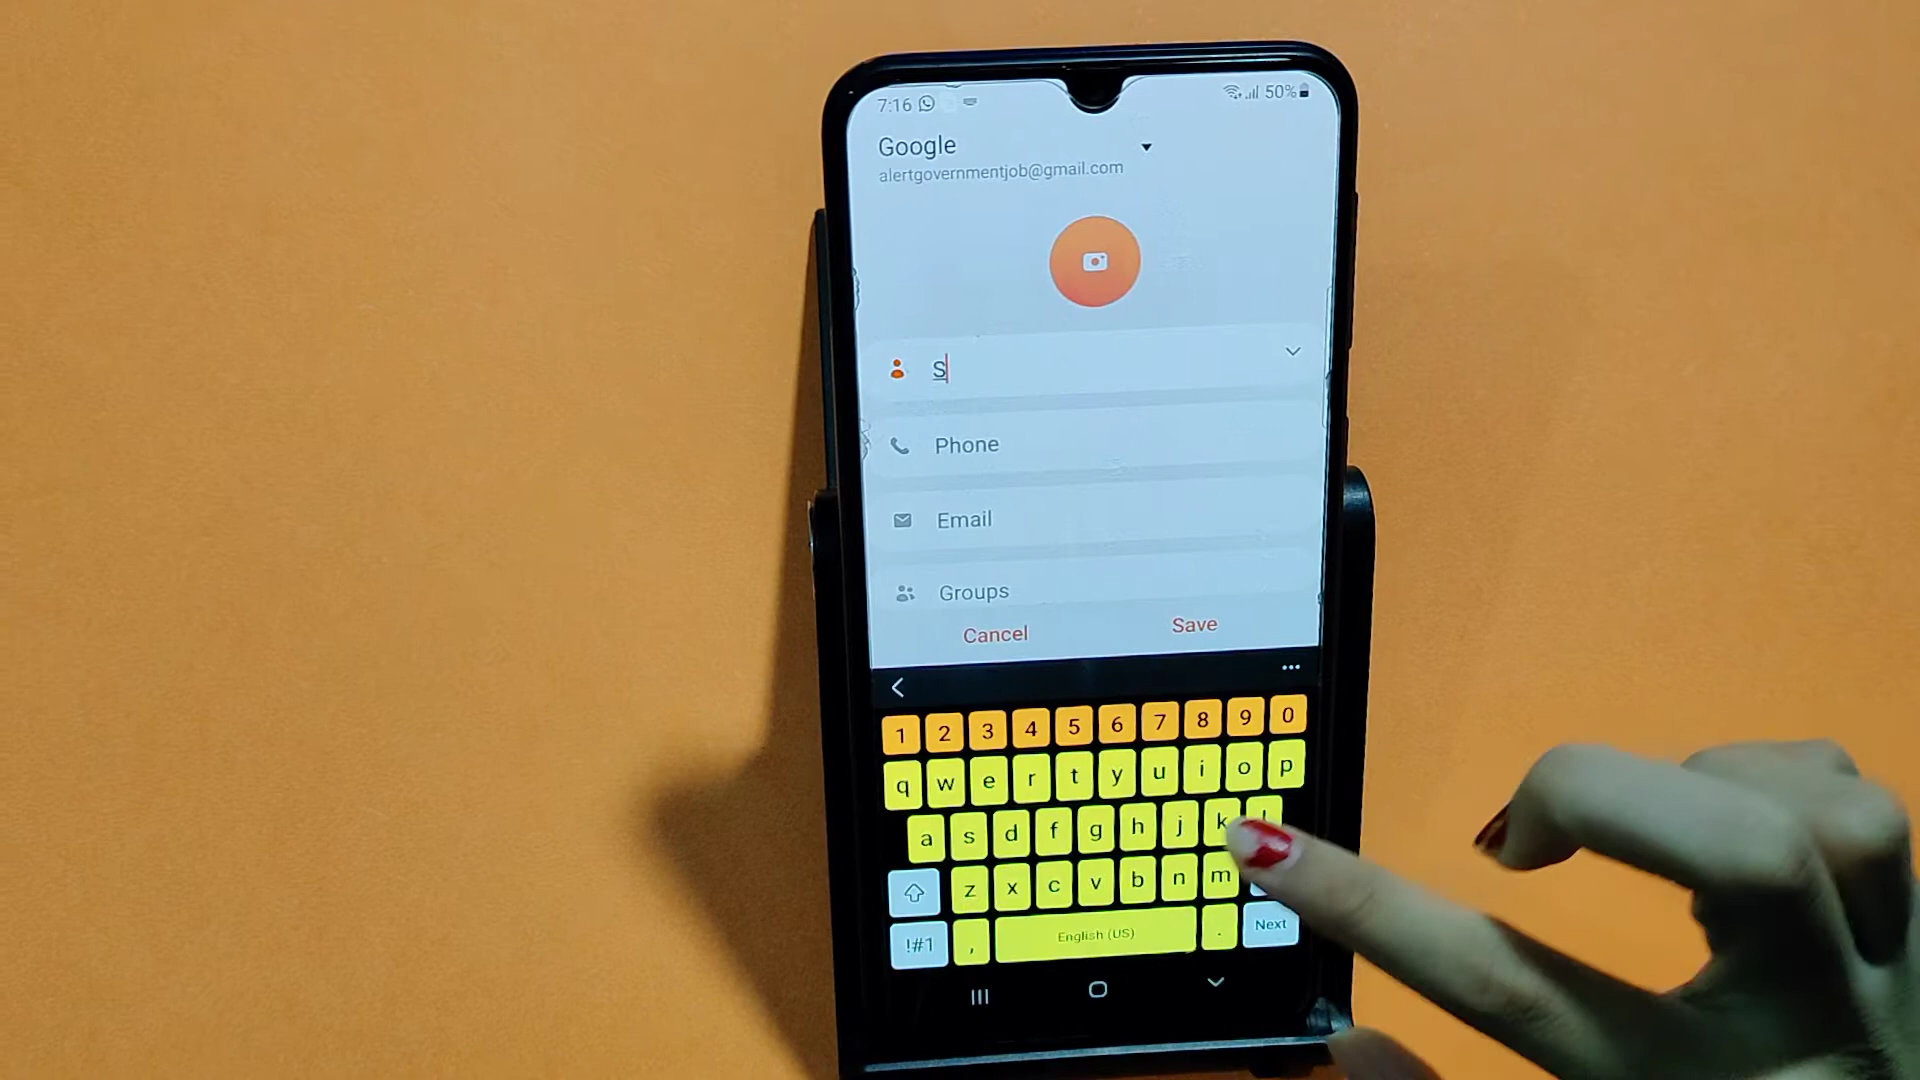 7:16 50%
Google
alertgovernmentjob@gmail.com
S
Phone
Email
Groups
Cancel Save
1 2 3 4 5 6 7 8 9 0
q w e r t y u i o p
a s d f g h j k l
z x c v b n m
!#1 , English (US) . Next